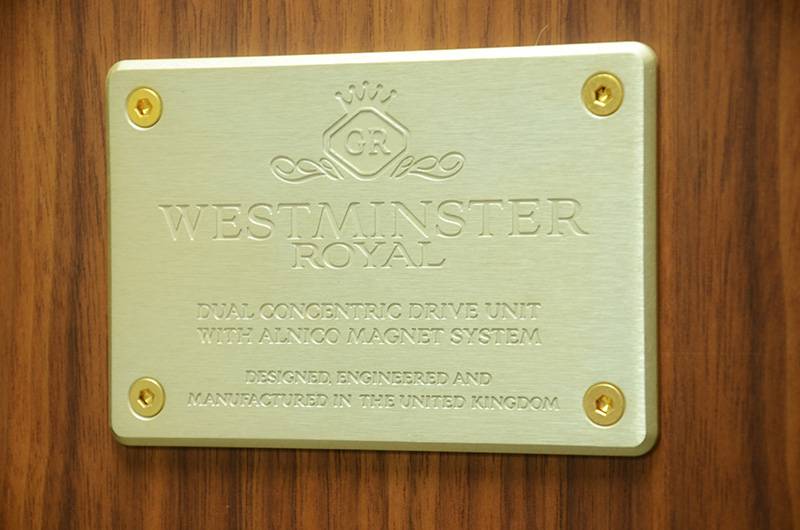 GR
WESTMINSTER
ROYAL
DUAL CONCENTRIC DRIVE UNIT
WITH ALNICO MAGNET SYSTEM
DESIGNED, ENGINEERED AND
MANUFACTURED IN THE UNITED KINGDOM